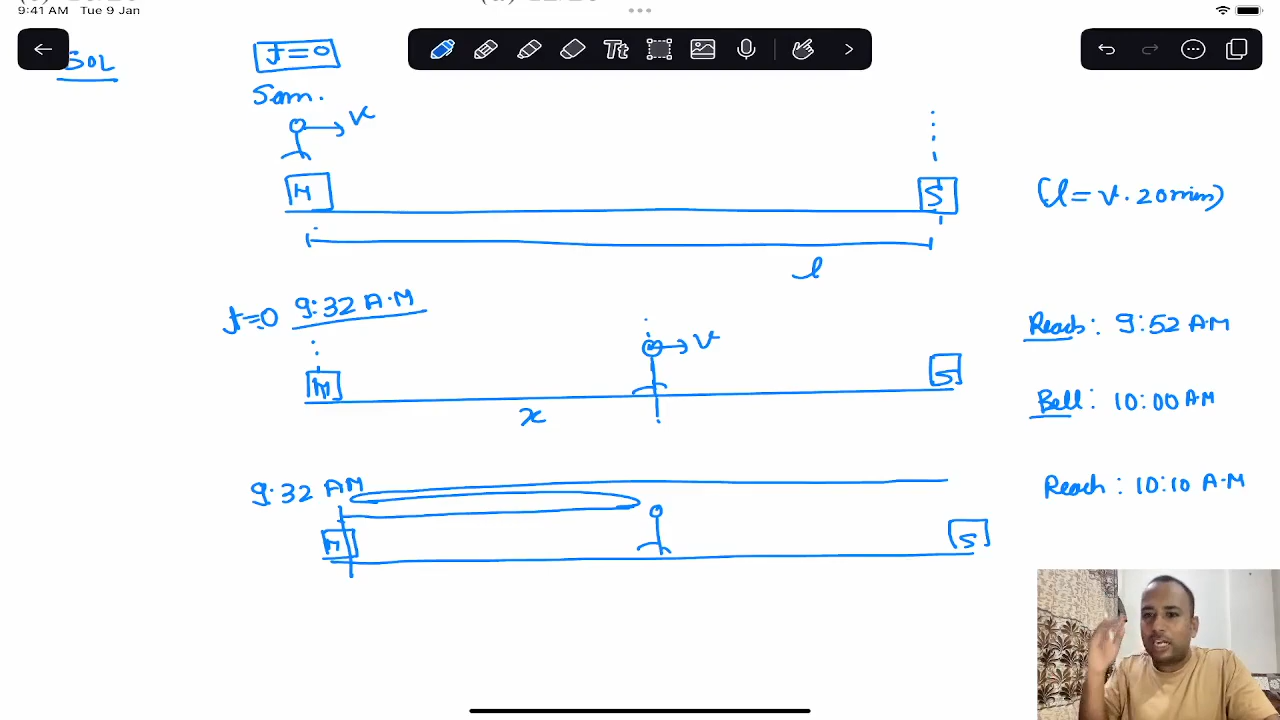 9:41 AM Tue 9 Jan
SOL
t=0
Sam.
V
H
S
(l = v. 20min)
l
t=0 9:32 A.M
V
Reach: 9:52 AM
H
S
x
Bell: 10:00 AM
9:32 AM
Reach: 10:10 A.M
H
S
Tt